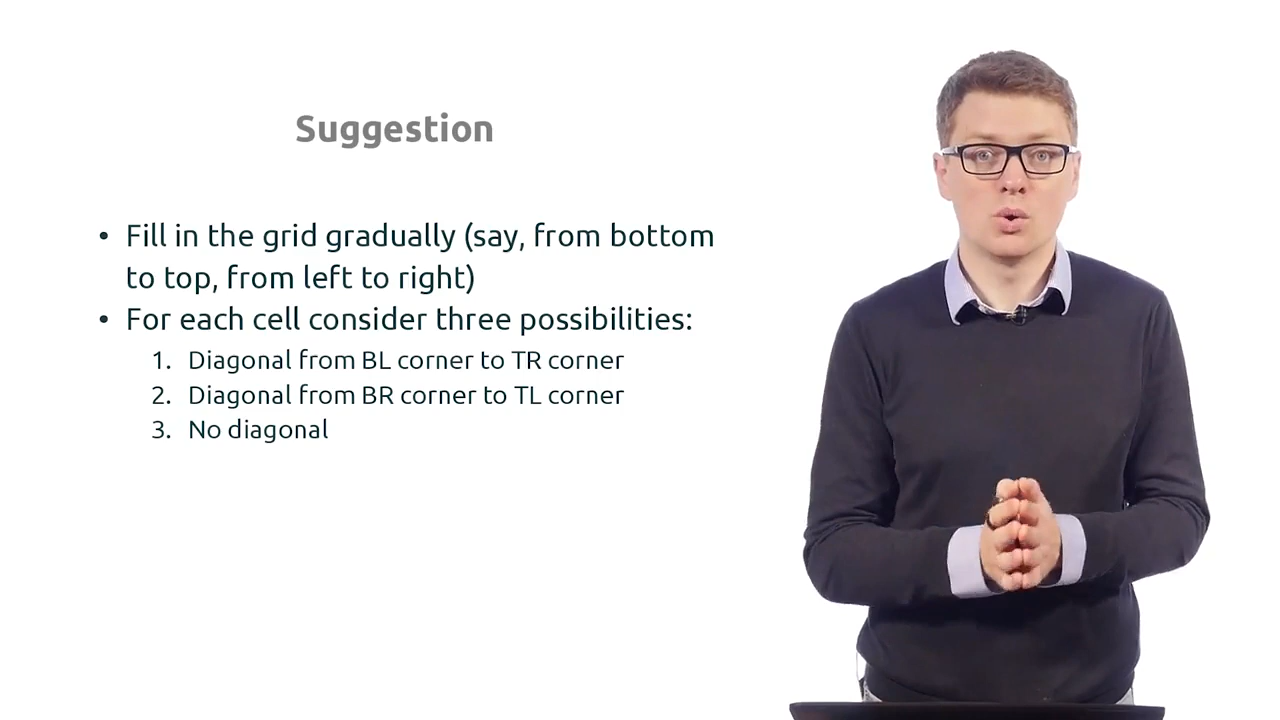 Suggestion
• Fill in the grid gradually (say, from bottom
to top, from left to right)
• For each cell consider three possibilities:
1. Diagonal from BL corner to TR corner
2. Diagonal from BR corner to TL corner
3. No diagonal